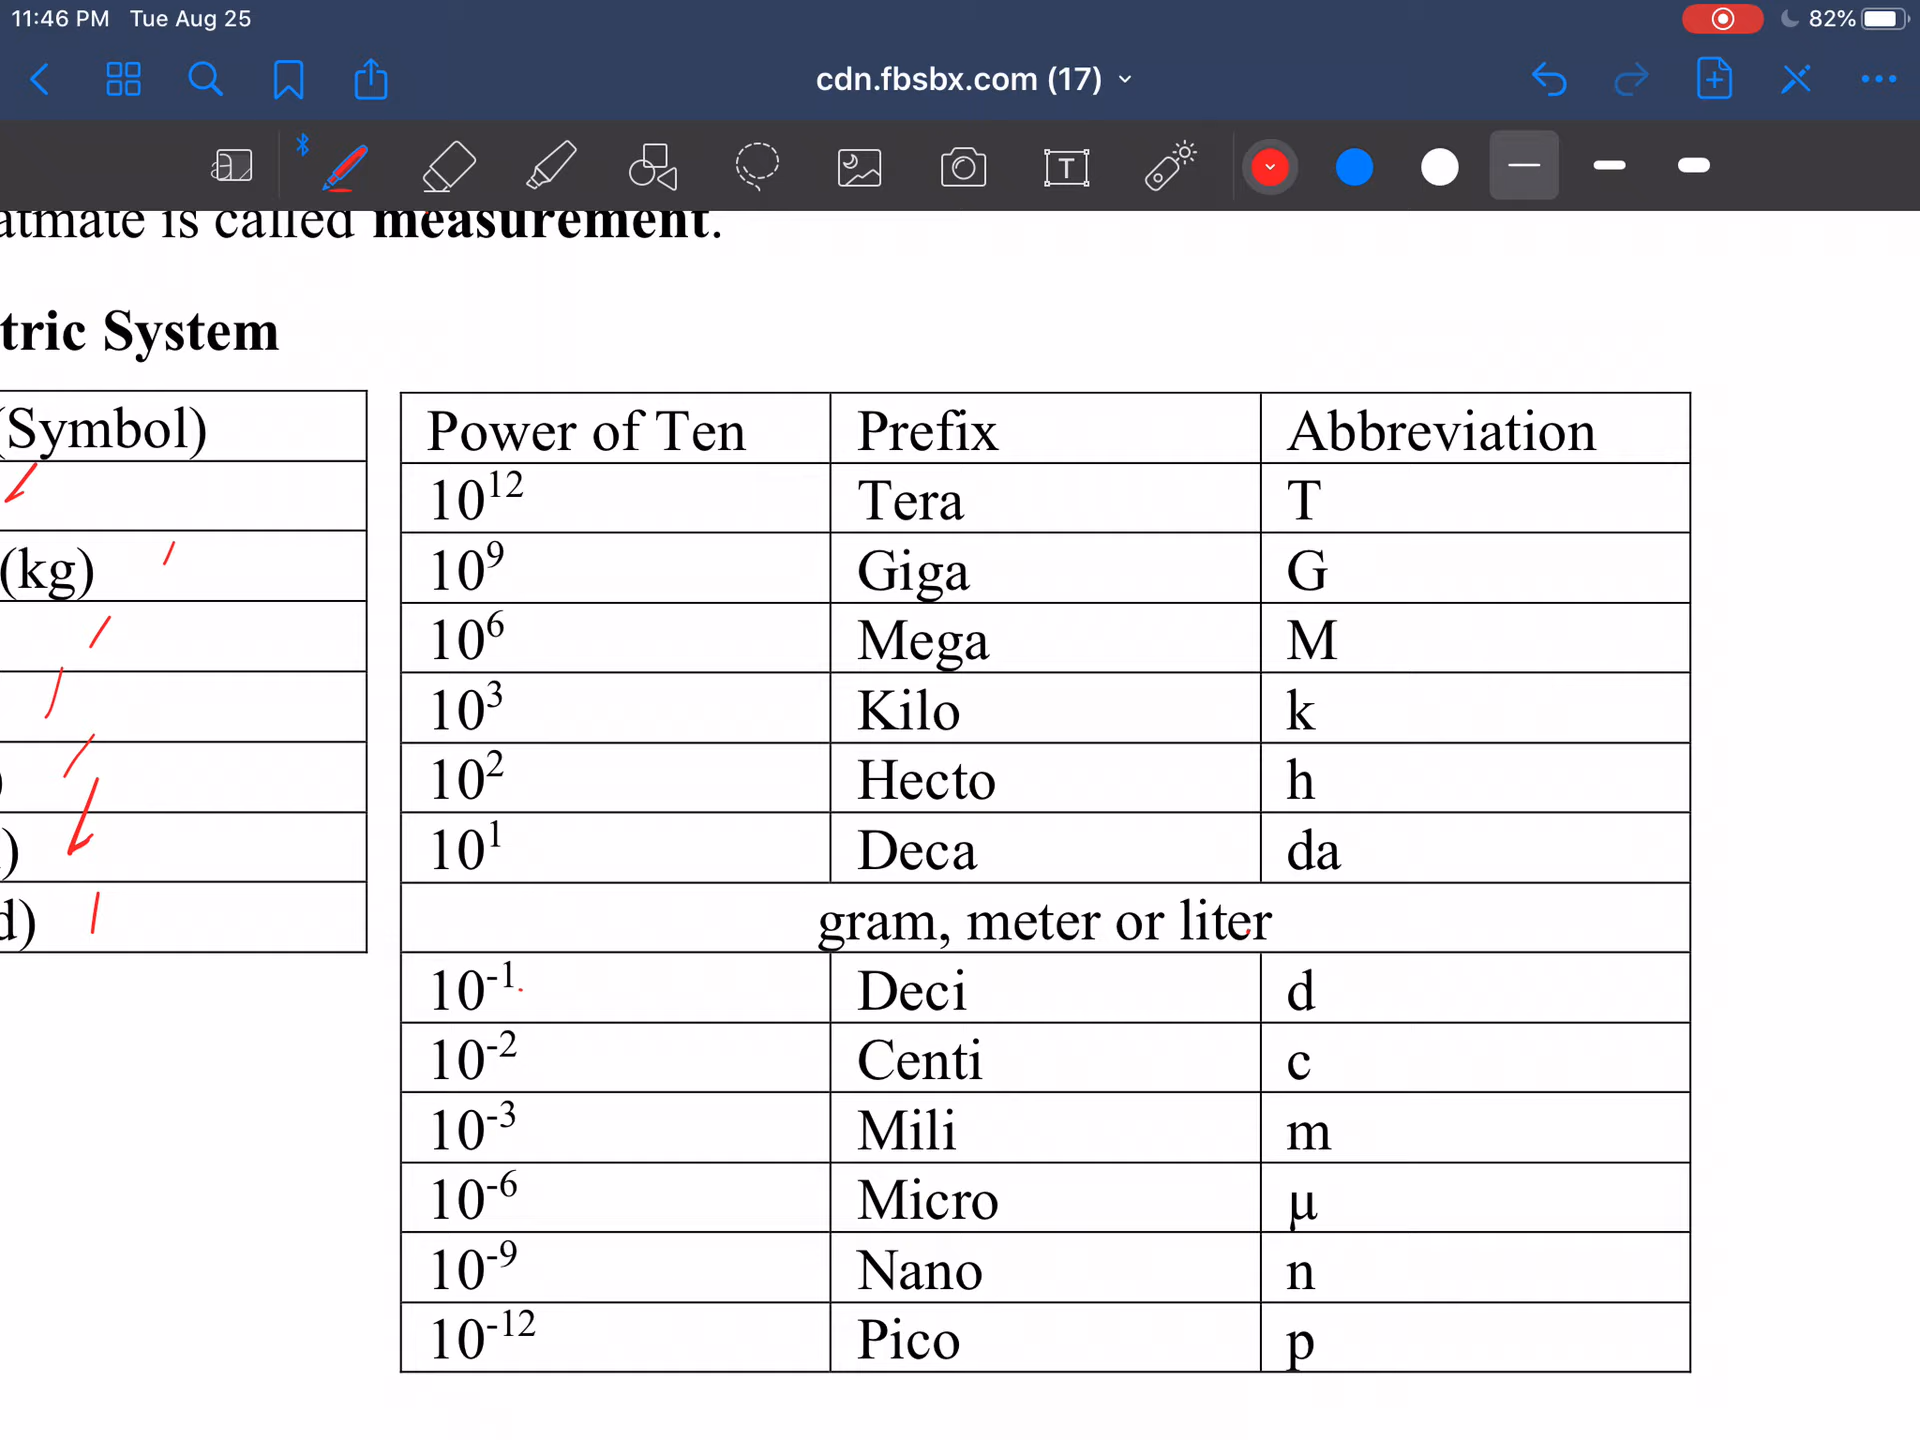 11:46 PM Tue Aug 25
82%
cdn.fbsbx.com (17)
T
atmate is called measurement.
tric System
(Symbol)
(kg)
)
)
d)
Power of Ten Prefix Abbreviation
10¹² Tera T
10⁹ Giga G
10⁶ Mega M
10³ Kilo k
10² Hecto h
10¹ Deca da
gram, meter or liter
10⁻¹ Deci d
10⁻² Centi c
10⁻³ Mili m
10⁻⁶ Micro µ
10⁻⁹ Nano n
10⁻¹² Pico p